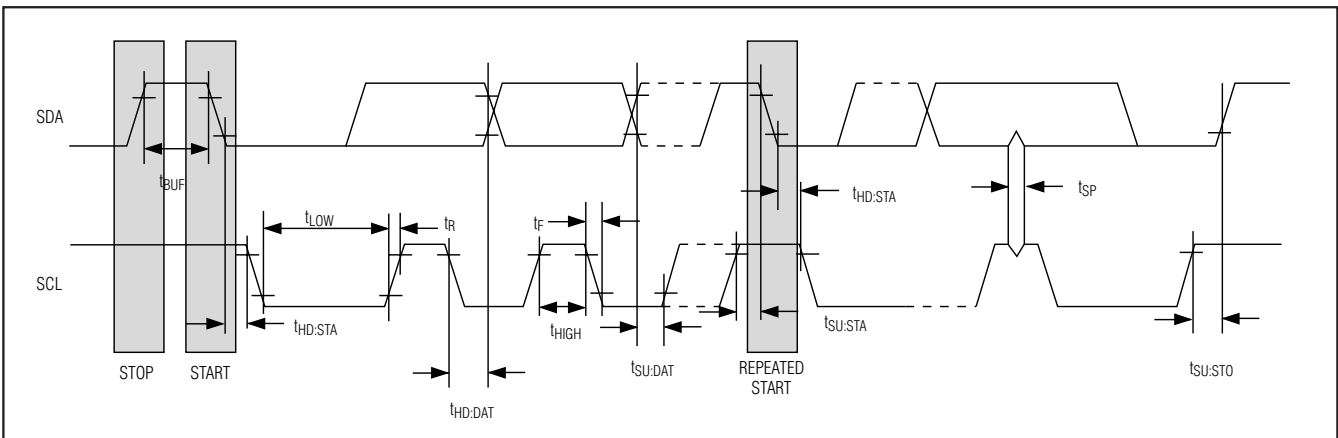 SDA
tBUF
tLOW
tR
tF
tHD:STA
tSP
SCL
tHD:STA
tHIGH
tSU:STA
tSU:DAT
tSU:STO
STOP
START
REPEATED
START
tHD:DAT